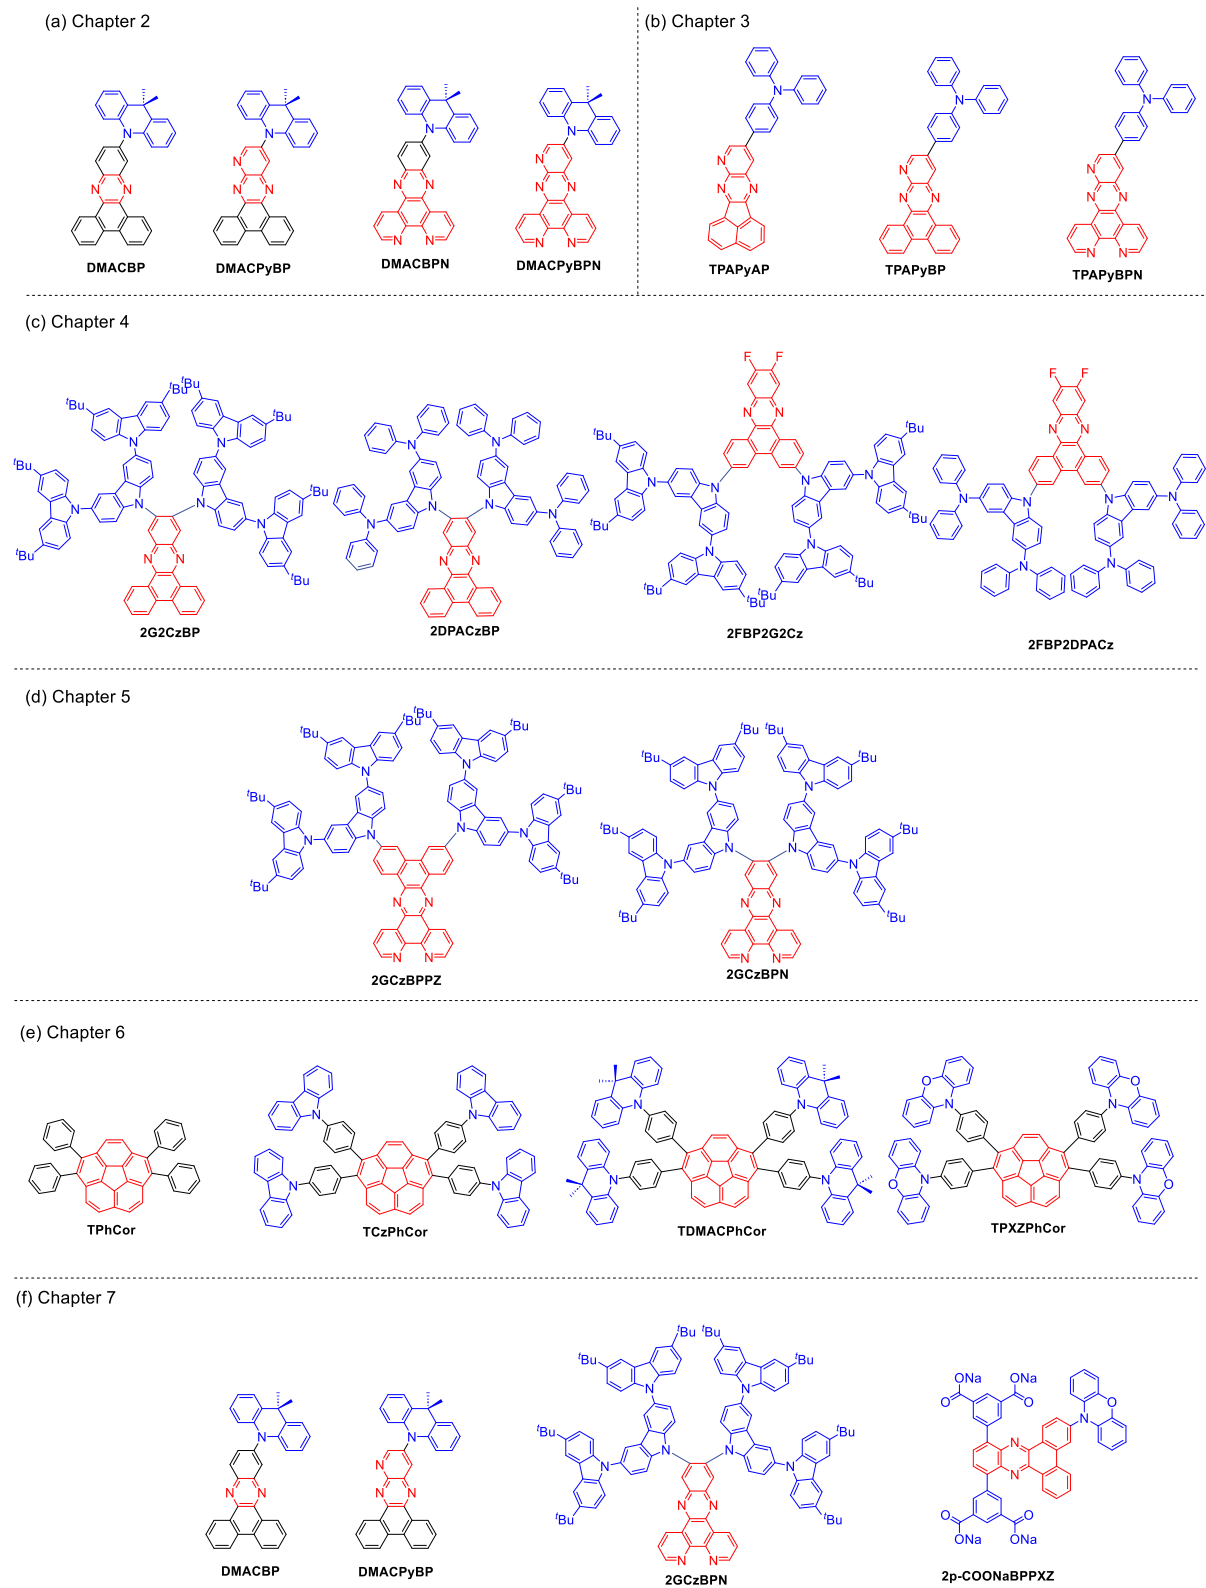 (a) Chapter 2
(b) Chapter 3
DMACBP
DMACPyBP
DMACBPN
DMACPyBPN
TPAPyAP
TPAPyBP
TPAPyBPN
(c) Chapter 4
2G2CzBP
2DPACzBP
2FBP2G2Cz
2FBP2DPACz
(d) Chapter 5
2GCzBPPZ
2GCzBPN
(e) Chapter 6
TPhCor
TCzPhCor
TDMACPhCor
TPXZPhCor
(f) Chapter 7
DMACBP
DMACPyBP
2GCzBPN
2p-COONaBPPXZ